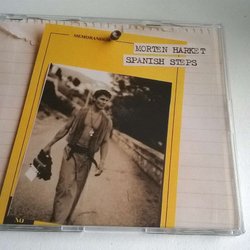 MEMORANDUM
MORTEN HARKET
SPANISH STEPS